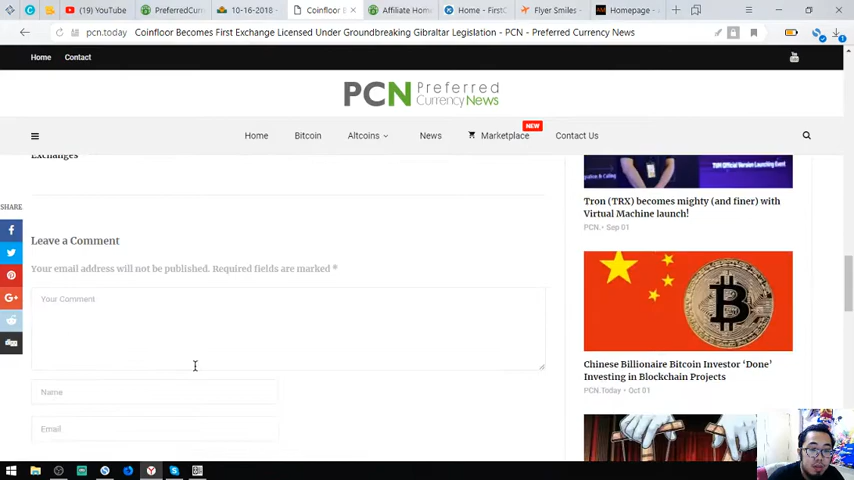 (19) YouTube
PreferredCurr
10-16-2018 -
Coinfloor B
Affiliate Home
Home - FirstC
Flyer Smiles -
Homepage -
pcn.today
Coinfloor Becomes First Exchange Licensed Under Groundbreaking Gibraltar Legislation - PCN - Preferred Currency News
Home
Contact
PCN Preferred
Currency News
Home
Bitcoin
Altcoins
News
Marketplace
NEW
Contact Us
Exchanges
SHARE
Leave a Comment
Your email address will not be published. Required fields are marked *
Your Comment
Name
Email
Tron (TRX) becomes mighty (and finer) with
Virtual Machine launch!
PCN. • Sep 01
Chinese Billionaire Bitcoin Investor ‘Done’
Investing in Blockchain Projects
PCN.Today • Oct 01